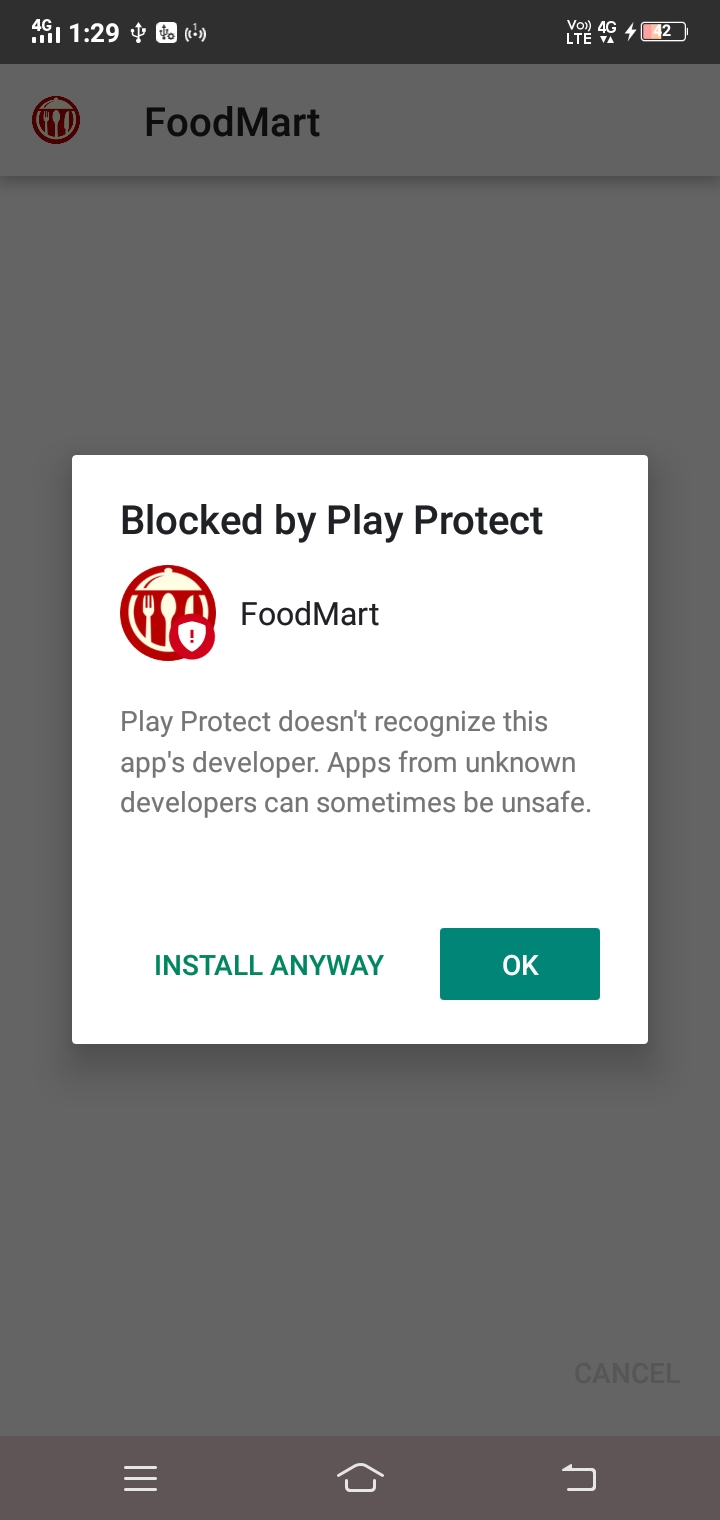 4G 1:29 Vo) LTE 4G 42
FoodMart
Blocked by Play Protect
FoodMart
Play Protect doesn't recognize this
app's developer. Apps from unknown
developers can sometimes be unsafe.
INSTALL ANYWAY OK
CANCEL